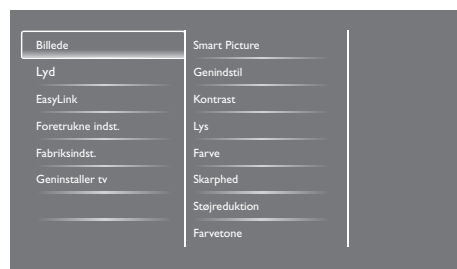 Billede
Lyd
EasyLink
Foretrukne indst.
Fabriksindst.
Geninstaller tv
Smart Picture
Genindstil
Kontrast
Lys
Farve
Skarphed
Støjreduktion
Farvetone